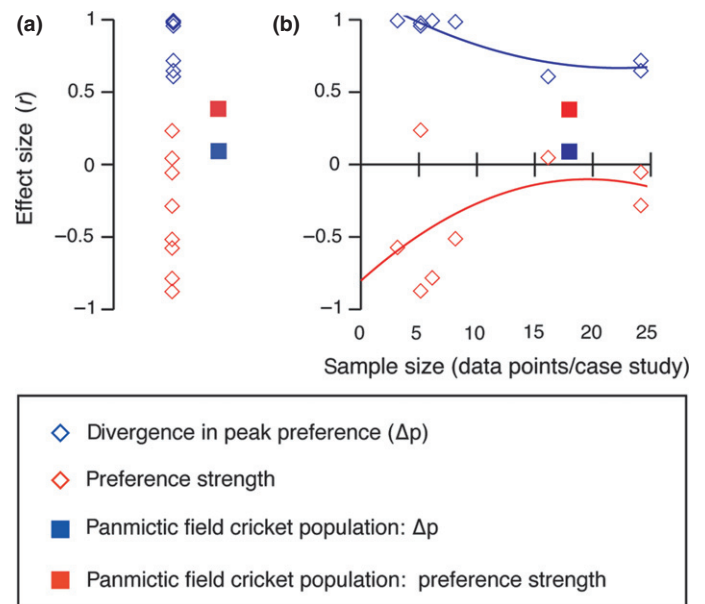 (a)
(b)
1
0.5
0
−0.5
−1
Effect size (r)
1
0.5
0
−0.5
−1
0 5 10 15 20 25
Sample size (data points/case study)
Divergence in peak preference (Δp)
Preference strength
Panmictic field cricket population: Δp
Panmictic field cricket population: preference strength